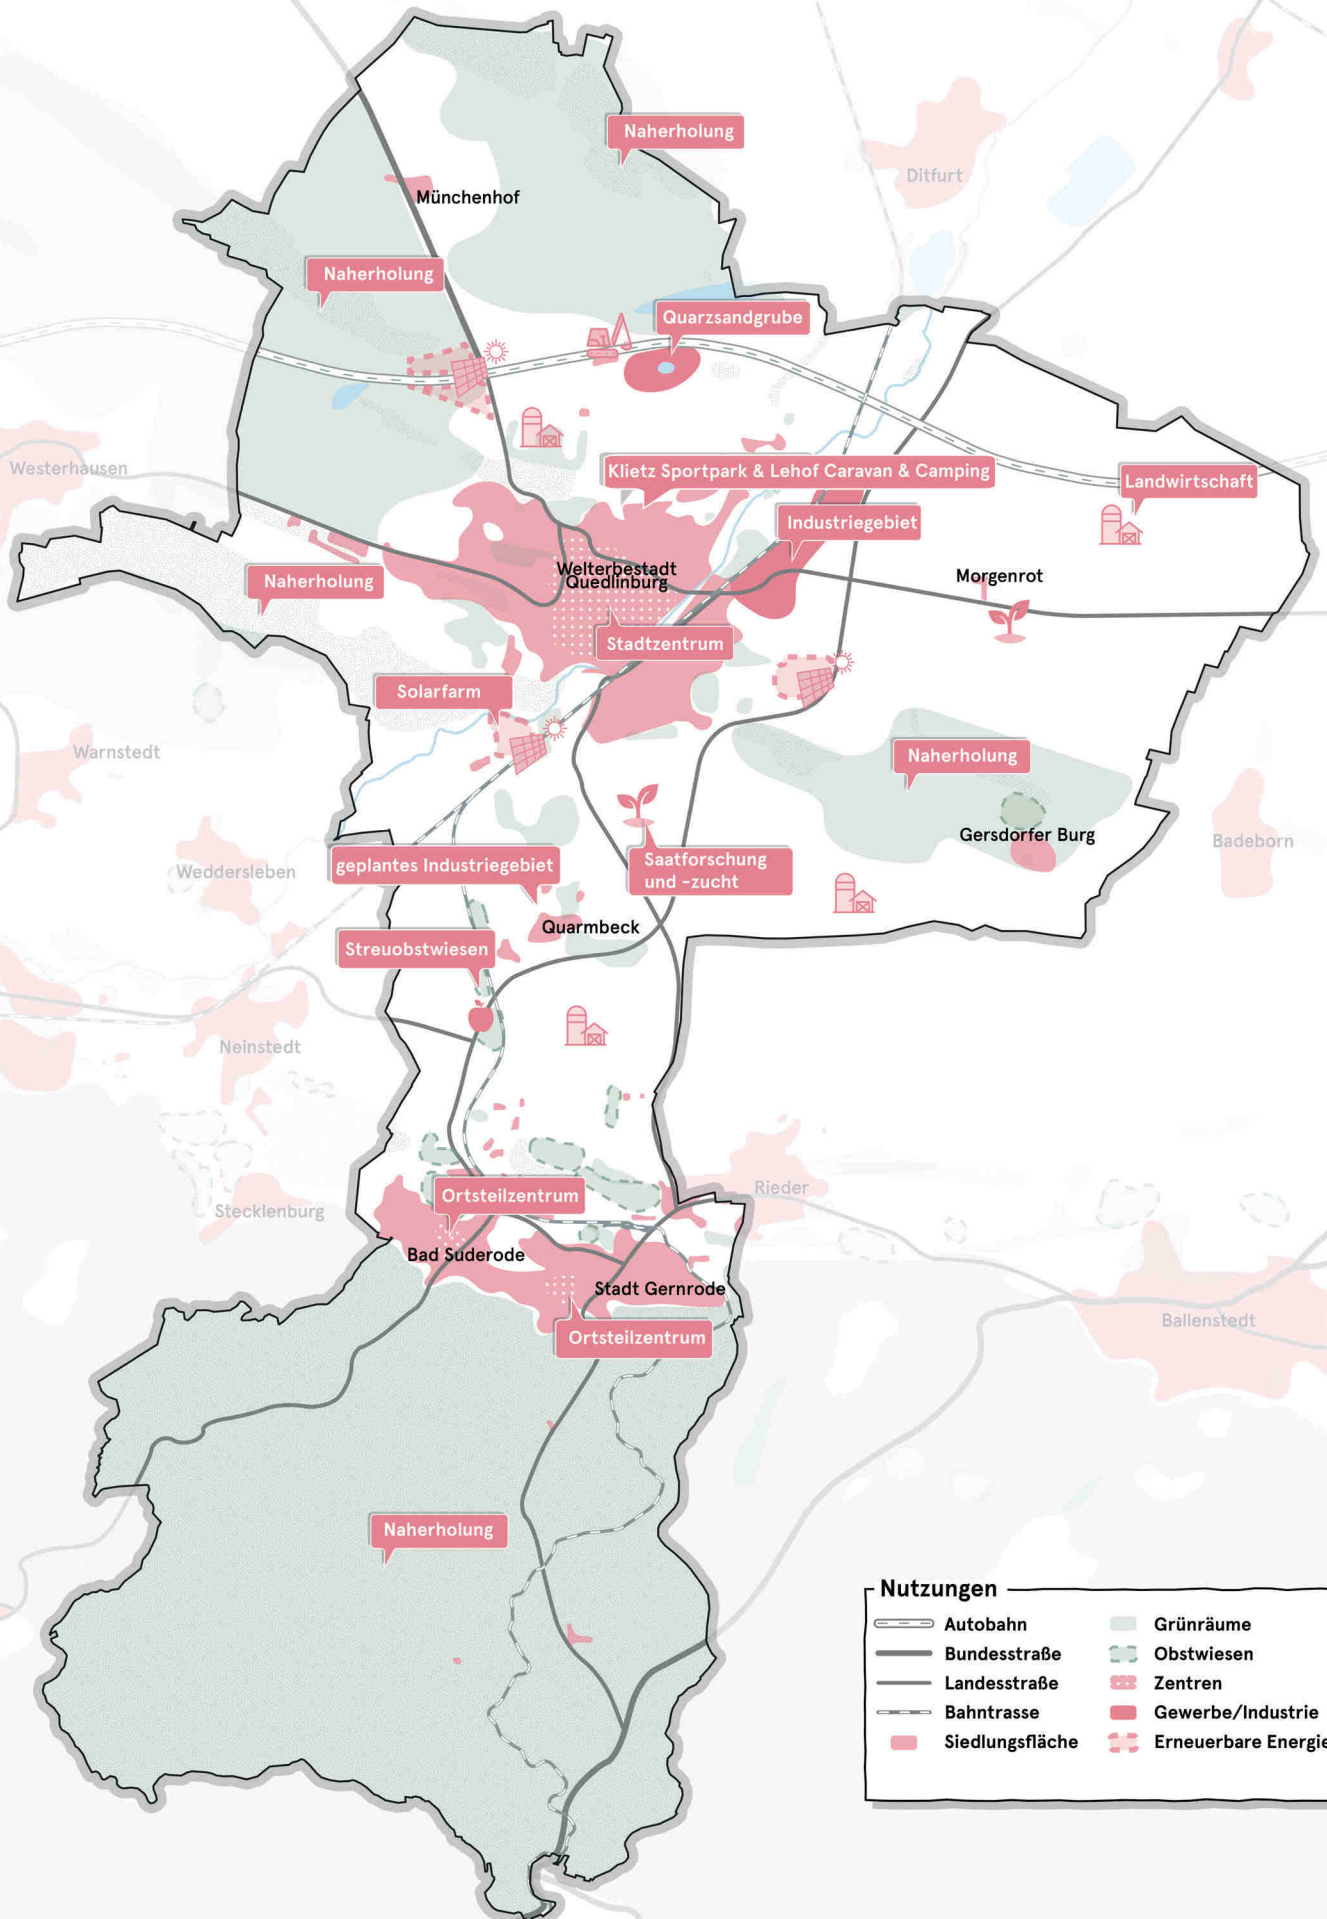 Naherholung
Ditfurt
Münchenhof
Naherholung
Quarzsandgrube
Westerhausen
Klietz Sportpark & Lehof Caravan & Camping
Landwirtschaft
Industriegebiet
Welterbestadt
Quedlinburg
Naherholung
Morgenrot
Stadtzentrum
Solarfarm
Warnstedt
Naherholung
Gersdorfer Burg
Badeborn
Weddersleben
geplantes Industriegebiet
Saatforschung
und -zucht
Quarmbeck
Streuobstwiesen
Neinstedt
Rieder
Ortsteilzentrum
Stecklenburg
Bad Suderode
Stadt Gernrode
Ballenstedt
Ortsteilzentrum
Naherholung
Nutzungen
Autobahn
Bundesstraße
Landesstraße
Bahntrasse
Siedlungsfläche
Grünräume
Obstwiesen
Zentren
Gewerbe/Industrie
Erneuerbare Energie